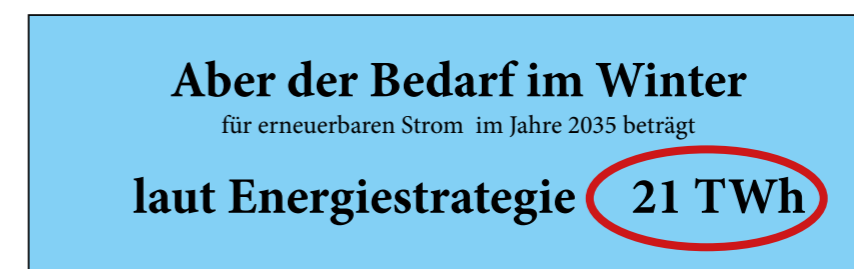 Aber der Bedarf im Winter
für erneuerbaren Strom im Jahre 2035 beträgt
laut Energiestrategie 21 TWh